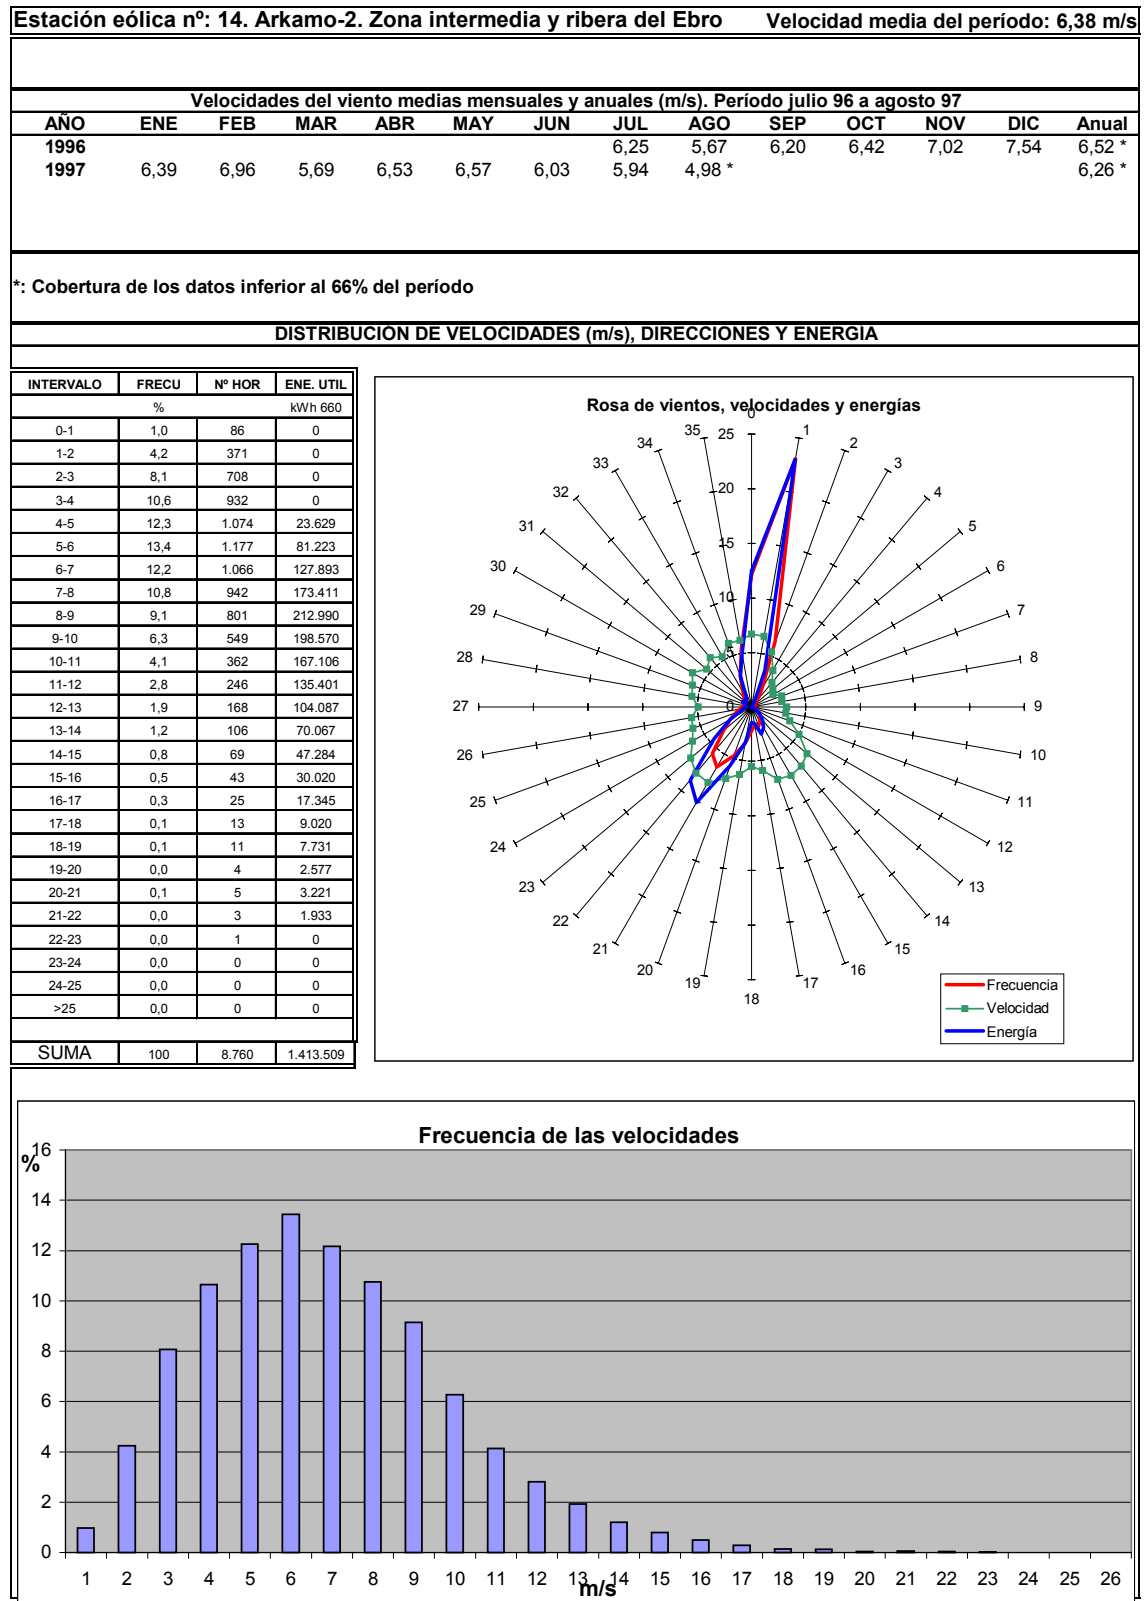 Estación eólica nº: 14. Arkamo-2. Zona intermedia y ribera del Ebro Velocidad media del período: 6,38 m/s
Velocidades del viento medias mensuales y anuales (m/s). Período julio 96 a agosto 97
AÑO ENE FEB MAR ABR MAY JUN JUL AGO SEP OCT NOV DIC Anual
1996 6,25 5,67 6,20 6,42 7,02 7,54 6,52 *
1997 6,39 6,96 5,69 6,53 6,57 6,03 5,94 4,98 * 6,26 *
*: Cobertura de los datos inferior al 66% del período
DISTRIBUCIÓN DE VELOCIDADES (m/s), DIRECCIONES Y ENERGIA
INTERVALO FRECU Nº HOR ENE. UTIL
% kWh 660
0-1 1,0 86 0
1-2 4,2 371 0
2-3 8,1 708 0
3-4 10,6 932 0
4-5 12,3 1.074 23.629
5-6 13,4 1.177 81.223
6-7 12,2 1.066 127.893
7-8 10,8 942 173.411
8-9 9,1 801 212.990
9-10 6,3 549 198.570
10-11 4,1 362 167.106
11-12 2,8 246 135.401
12-13 1,9 168 104.087
13-14 1,2 106 70.067
14-15 0,8 69 47.284
15-16 0,5 43 30.020
16-17 0,3 25 17.345
17-18 0,1 13 9.020
18-19 0,1 11 7.731
19-20 0,0 4 2.577
20-21 0,1 5 3.221
21-22 0,0 3 1.933
22-23 0,0 1 0
23-24 0,0 0 0
24-25 0,0 0 0
>25 0,0 0 0
SUMA 100 8.760 1.413.509
Rosa de vientos, velocidades y energías
0 1 2 3 4 5 6 7 8 9 10 11 12 13 14 15 16 17 18 19 20 21 22 23 24 25 26 27 28 29 30 31 32 33 34 35
25
20
15
10
5
0
Frecuencia
Velocidad
Energía
Frecuencia de las velocidades
%
16
14
12
10
8
6
4
2
0
1 2 3 4 5 6 7 8 9 10 11 12 13 14 15 16 17 18 19 20 21 22 23 24 25 26
m/s